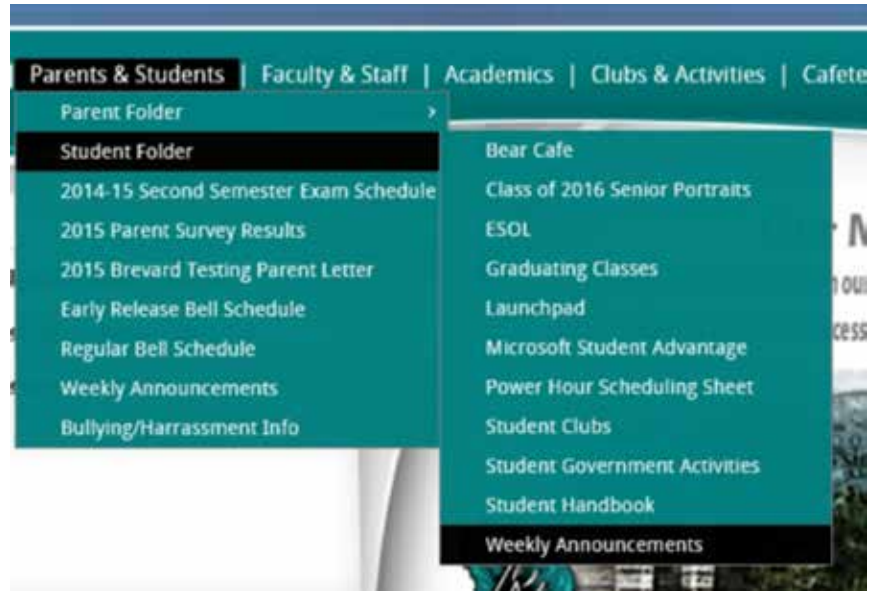 Parents & Students | Faculty & Staff | Academics | Clubs & Activities |
Parent Folder >
Student Folder
2014-15 Second Semester Exam Schedule
2015 Parent Survey Results
2015 Brevard Testing Parent Letter
Early Release Bell Schedule
Regular Bell Schedule
Weekly Announcements
Bullying/Harrassment Info
Bear Cafe
Class of 2016 Senior Portraits
ESOL
Graduating Classes
Launchpad
Microsoft Student Advantage
Power Hour Scheduling Sheet
Student Clubs
Student Government Activities
Student Handbook
Weekly Announcements